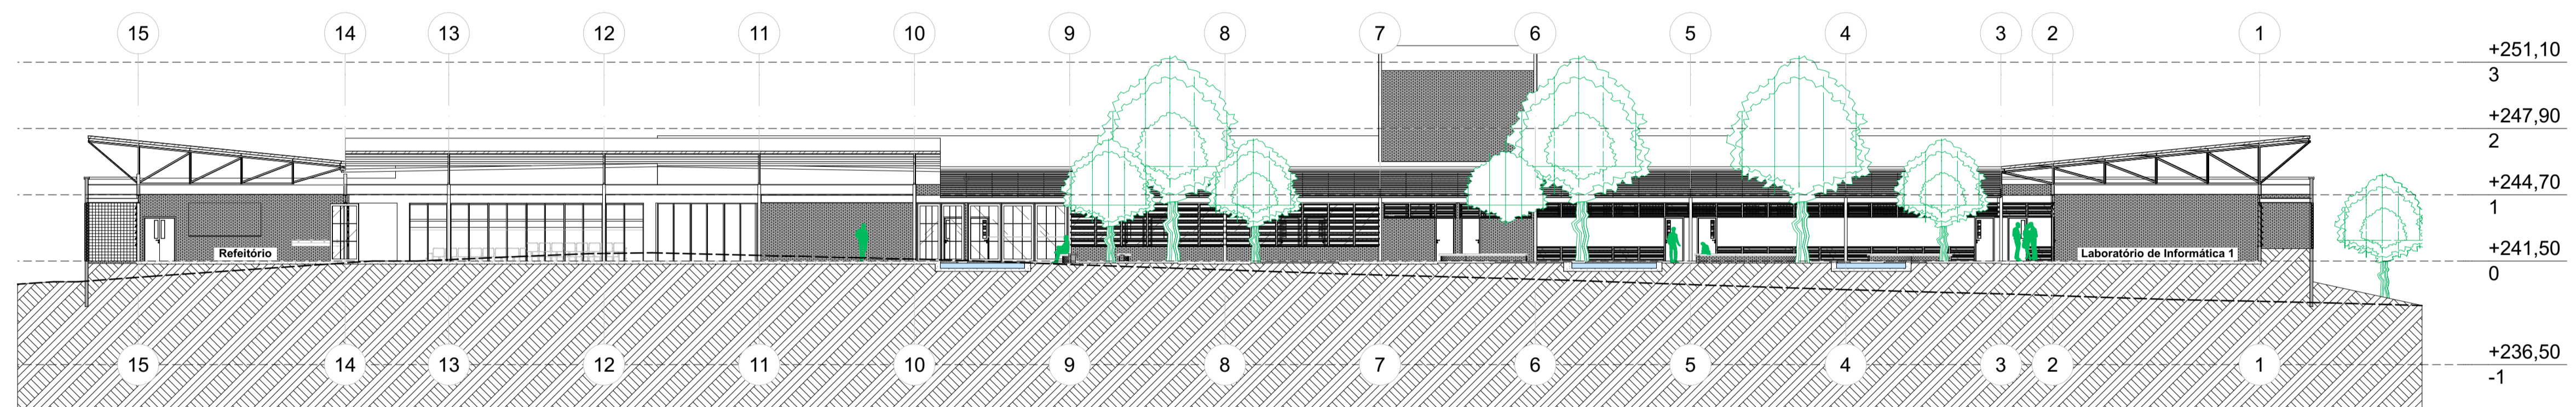 15 14 13 12 11 10 9 8 7 6 5 4 3 2 1
+251,10
3
+247,90
2
+244,70
1
Refeitório
Laboratório de Informática 1
+241,50
0
15 14 13 12 11 10 9 8 7 6 5 4 3 2 1
+236,50
-1